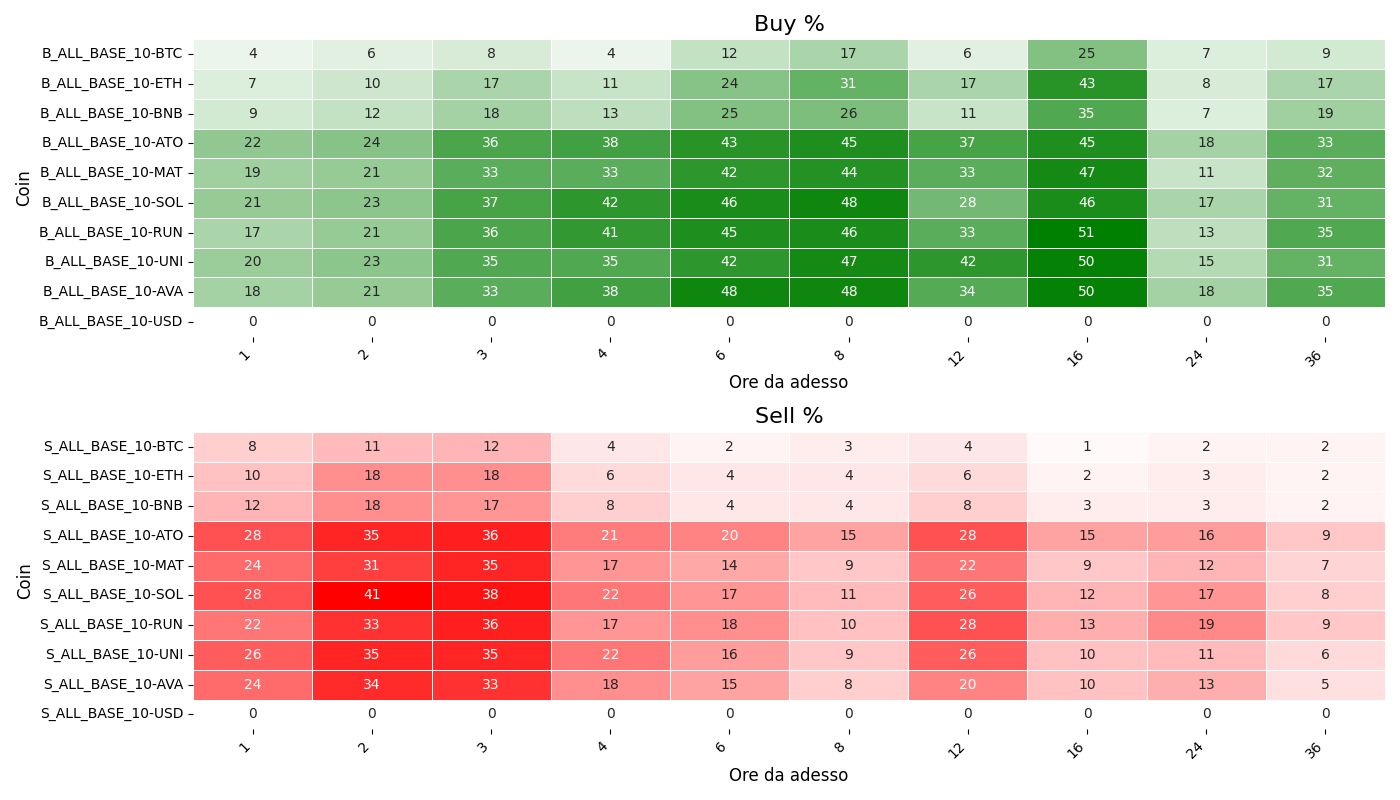 Buy %
Coin
B_ALL_BASE_10-BTC 4 6 8 4 12 17 6 25 7 9
B_ALL_BASE_10-ETH 7 10 17 11 24 31 17 43 8 17
B_ALL_BASE_10-BNB 9 12 18 13 25 26 11 35 7 19
B_ALL_BASE_10-ATO 22 24 36 38 43 45 37 45 18 33
B_ALL_BASE_10-MAT 19 21 33 33 42 44 33 47 11 32
B_ALL_BASE_10-SOL 21 23 37 42 46 48 28 46 17 31
B_ALL_BASE_10-RUN 17 21 36 41 45 46 33 51 13 35
B_ALL_BASE_10-UNI 20 23 35 35 42 47 42 50 15 31
B_ALL_BASE_10-AVA 18 21 33 38 48 48 34 50 18 35
B_ALL_BASE_10-USD 0 0 0 0 0 0 0 0 0 0
1 2 3 4 6 8 12 16 24 36
Ore da adesso
Sell %
Coin
S_ALL_BASE_10-BTC 8 11 12 4 2 3 4 1 2 2
S_ALL_BASE_10-ETH 10 18 18 6 4 4 6 2 3 2
S_ALL_BASE_10-BNB 12 18 17 8 4 4 8 3 3 2
S_ALL_BASE_10-ATO 28 35 36 21 20 15 28 15 16 9
S_ALL_BASE_10-MAT 24 31 35 17 14 9 22 9 12 7
S_ALL_BASE_10-SOL 28 41 38 22 17 11 26 12 17 8
S_ALL_BASE_10-RUN 22 33 36 17 18 10 28 13 19 9
S_ALL_BASE_10-UNI 26 35 35 22 16 9 26 10 11 6
S_ALL_BASE_10-AVA 24 34 33 18 15 8 20 10 13 5
S_ALL_BASE_10-USD 0 0 0 0 0 0 0 0 0 0
1 2 3 4 6 8 12 16 24 36
Ore da adesso